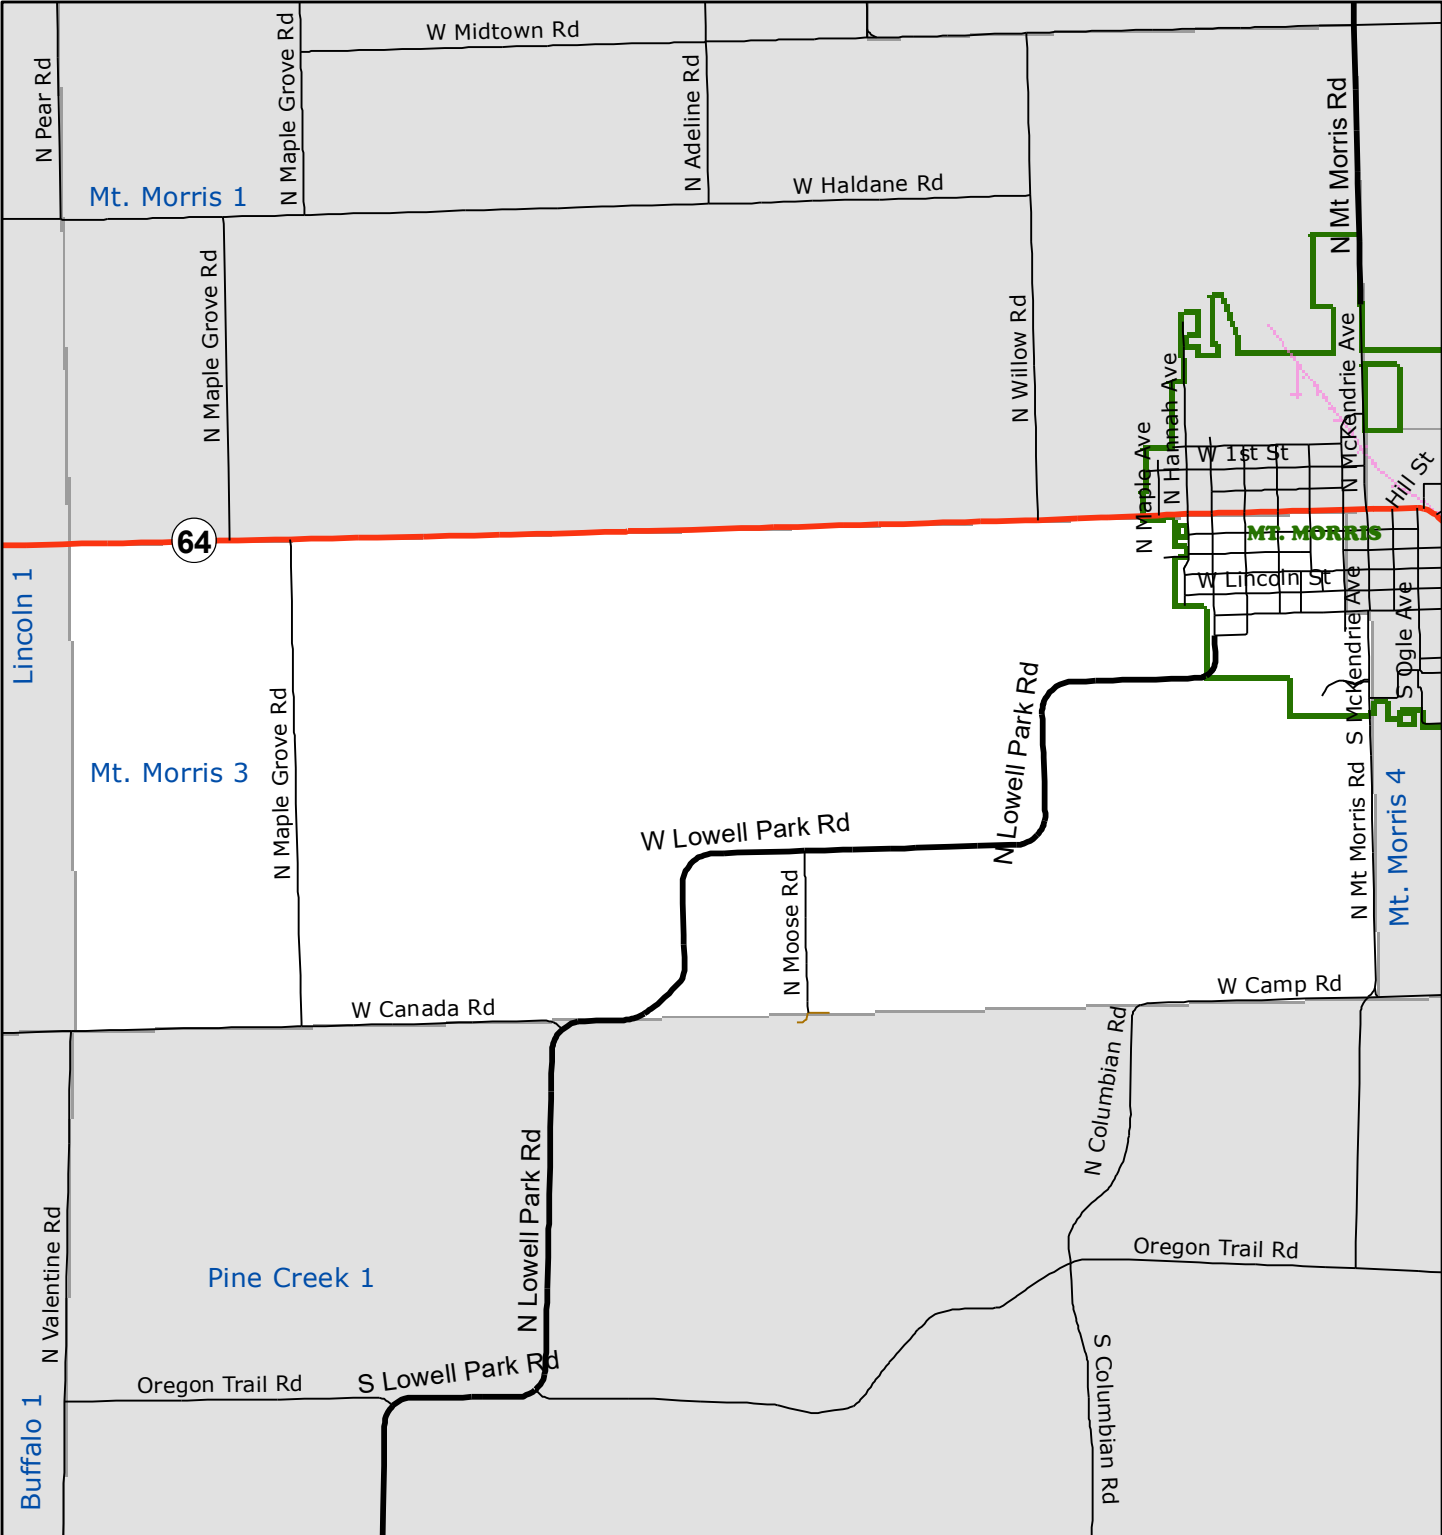 W Midtown Rd
N Pear Rd
N Maple Grove Rd
N Adeline Rd
N Mt Morris Rd
Mt. Morris 1
W Haldane Rd
N Maple Grove Rd
N Willow Rd
N McKendrie Ave
N Hannah Ave
N Maple Ave
W 1st St
Hill St
64
MT. MORRIS
Lincoln 1
W Lincoln St
S McKendrie Ave
S Ogle Ave
N Maple Grove Rd
N Lowell Park Rd
Mt. Morris 3
N Mt Morris Rd
Mt. Morris 4
W Lowell Park Rd
N Moose Rd
W Camp Rd
W Canada Rd
N Columbian Rd
N Lowell Park Rd
N Valentine Rd
Oregon Trail Rd
Pine Creek 1
S Lowell Park Rd
Oregon Trail Rd
S Columbian Rd
Buffalo 1